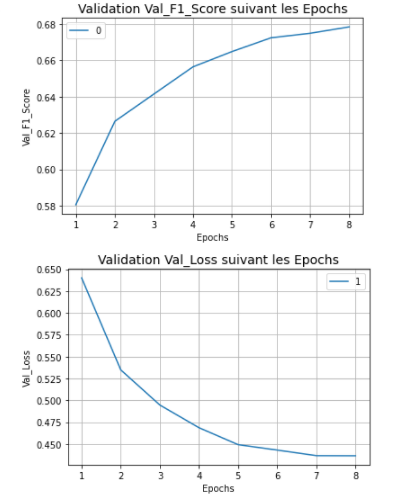 Validation Val_F1_Score suivant les Epochs
0
0.68
0.66
0.64
0.62
0.60
0.58
Val_F1_Score
1 2 3 4 5 6 7 8
Epochs
Validation Val_Loss suivant les Epochs
1
0.650
0.625
0.600
0.575
0.550
0.525
0.500
0.475
0.450
Val_Loss
1 2 3 4 5 6 7 8
Epochs